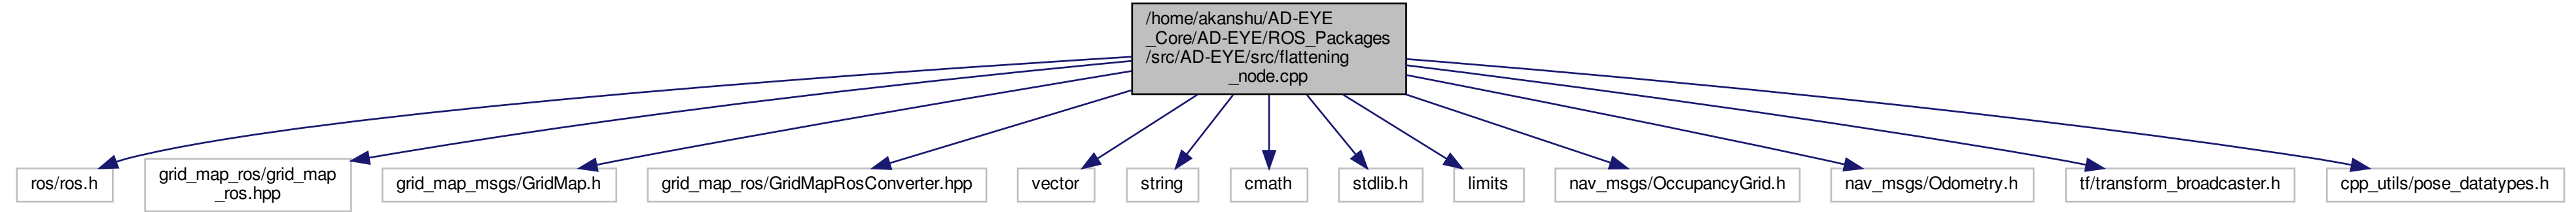 /home/akanshu/AD-EYE
_Core/AD-EYE/ROS_Packages
/src/AD-EYE/src/flattening
_node.cpp
ros/ros.h
grid_map_ros/grid_map
_ros.hpp
grid_map_msgs/GridMap.h
grid_map_ros/GridMapRosConverter.hpp
vector
string
cmath
stdlib.h
limits
nav_msgs/OccupancyGrid.h
nav_msgs/Odometry.h
tf/transform_broadcaster.h
cpp_utils/pose_datatypes.h